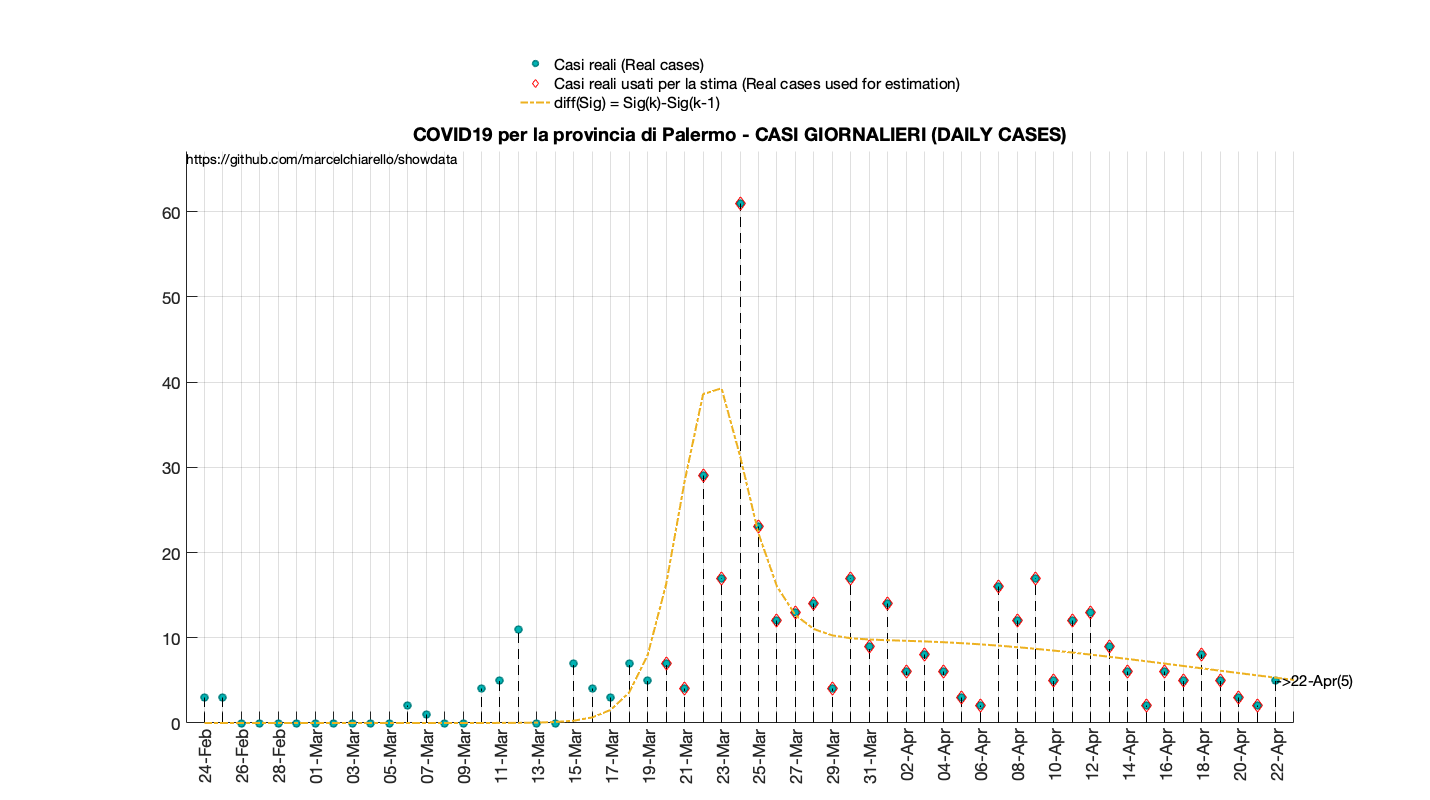 Casi reali (Real cases)
Casi reali usati per la stima (Real cases used for estimation)
diff(Sig) = Sig(k)-Sig(k-1)
COVID19 per la provincia di Palermo - CASI GIORNALIERI (DAILY CASES)
https://github.com/marcelchiarello/showdata
60
50
40
30
20
10
0
->22-Apr(5)
24-Feb
26-Feb
28-Feb
01-Mar
03-Mar
05-Mar
07-Mar
09-Mar
11-Mar
13-Mar
15-Mar
17-Mar
19-Mar
21-Mar
23-Mar
25-Mar
27-Mar
29-Mar
31-Mar
02-Apr
04-Apr
06-Apr
08-Apr
10-Apr
12-Apr
14-Apr
16-Apr
18-Apr
20-Apr
22-Apr